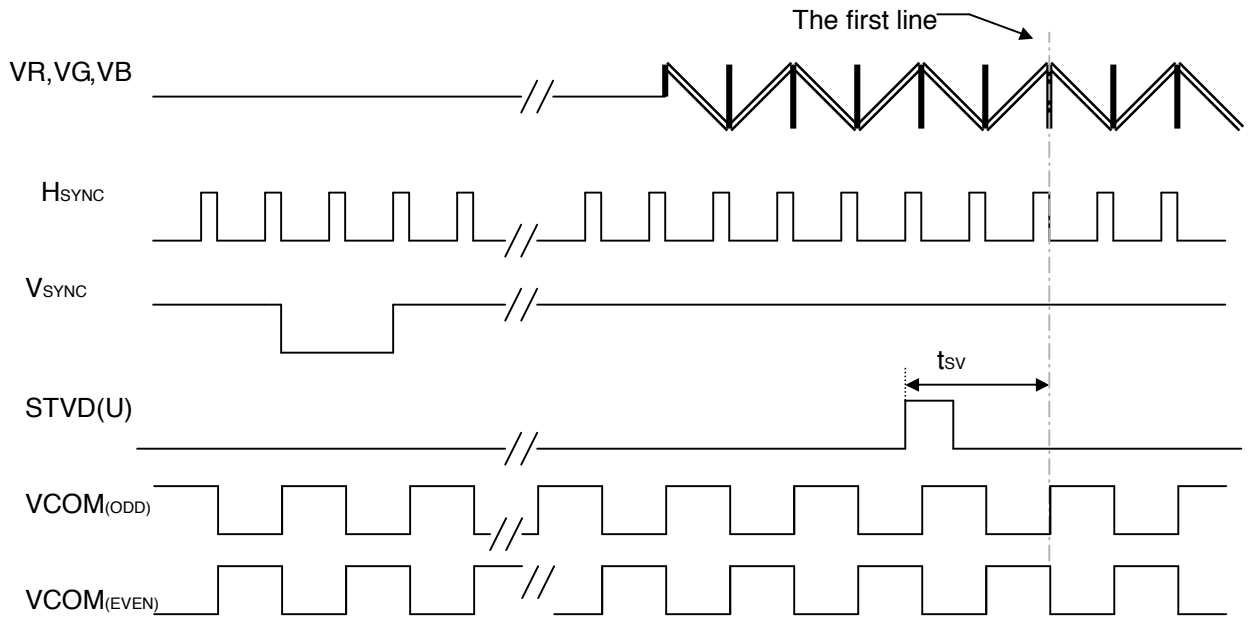 The first line
VR,VG,VB
HSYNC
VSYNC
tSV
STVD(U)
VCOM(ODD)
VCOM(EVEN)